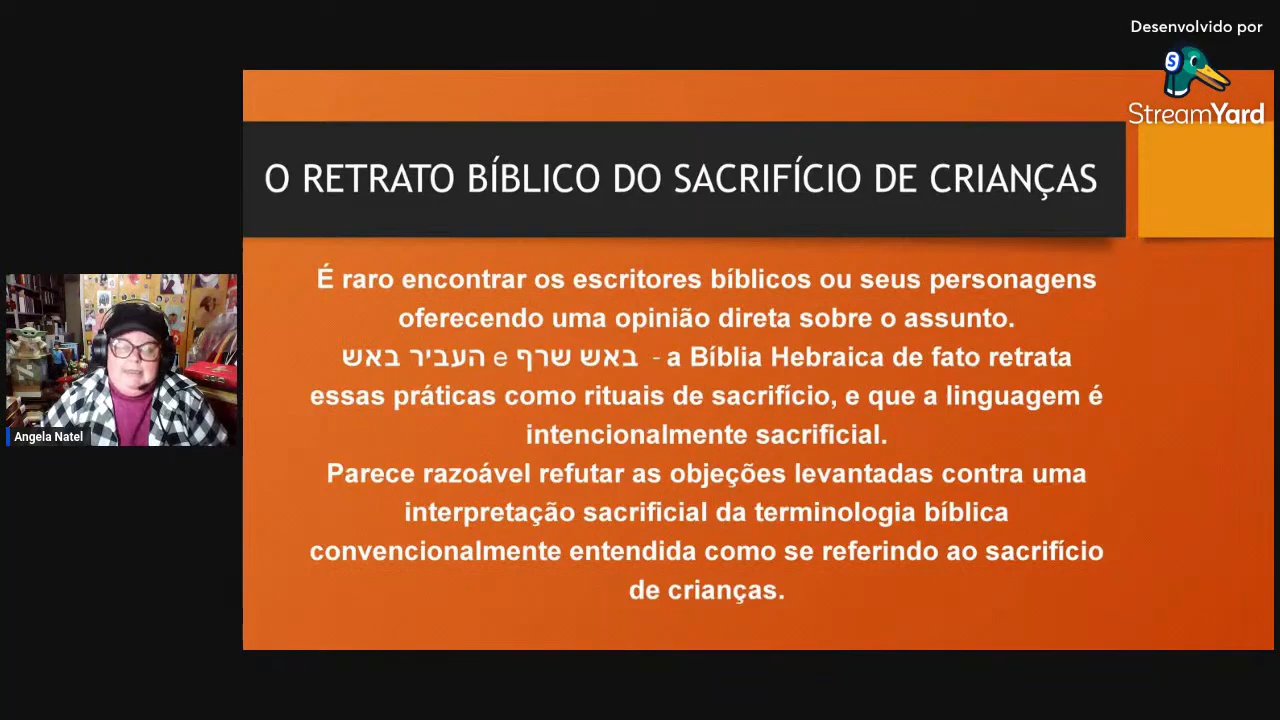 Desenvolvido por
StreamYard
O RETRATO BÍBLICO DO SACRIFÍCIO DE CRIANÇAS
É raro encontrar os escritores bíblicos ou seus personagens
oferecendo uma opinião direta sobre o assunto.
העביר באש e באש שרף - a Bíblia Hebraica de fato retrata
essas práticas como rituais de sacrifício, e que a linguagem é
intencionalmente sacrificial.
Parece razoável refutar as objeções levantadas contra uma
interpretação sacrificial da terminologia bíblica
convencionalmente entendida como se referindo ao sacrifício
de crianças.
Angela Natel